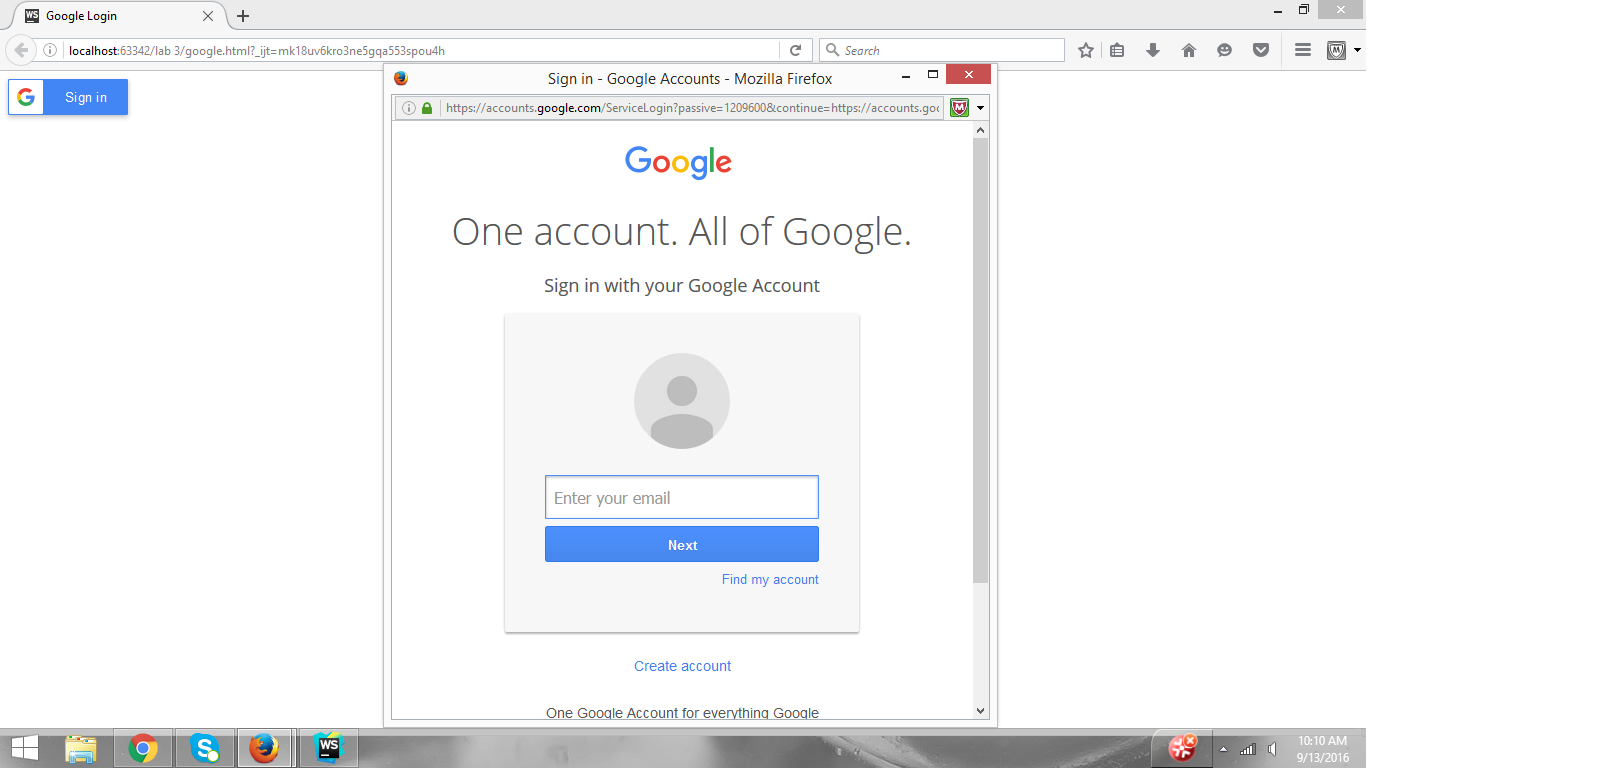 WS Google Login
localhost:63342/lab 3/google.html?_ijt=mk18uv6kro3ne5gqa553spou4h
Search
G Sign in
Sign in - Google Accounts - Mozilla Firefox
https://accounts.google.com/ServiceLogin?passive=1209600&continue=https://accounts.goo
Google
One account. All of Google.
Sign in with your Google Account
Enter your email
Next
Find my account
Create account
One Google Account for everything Google
WS
10:10 AM
9/13/2016